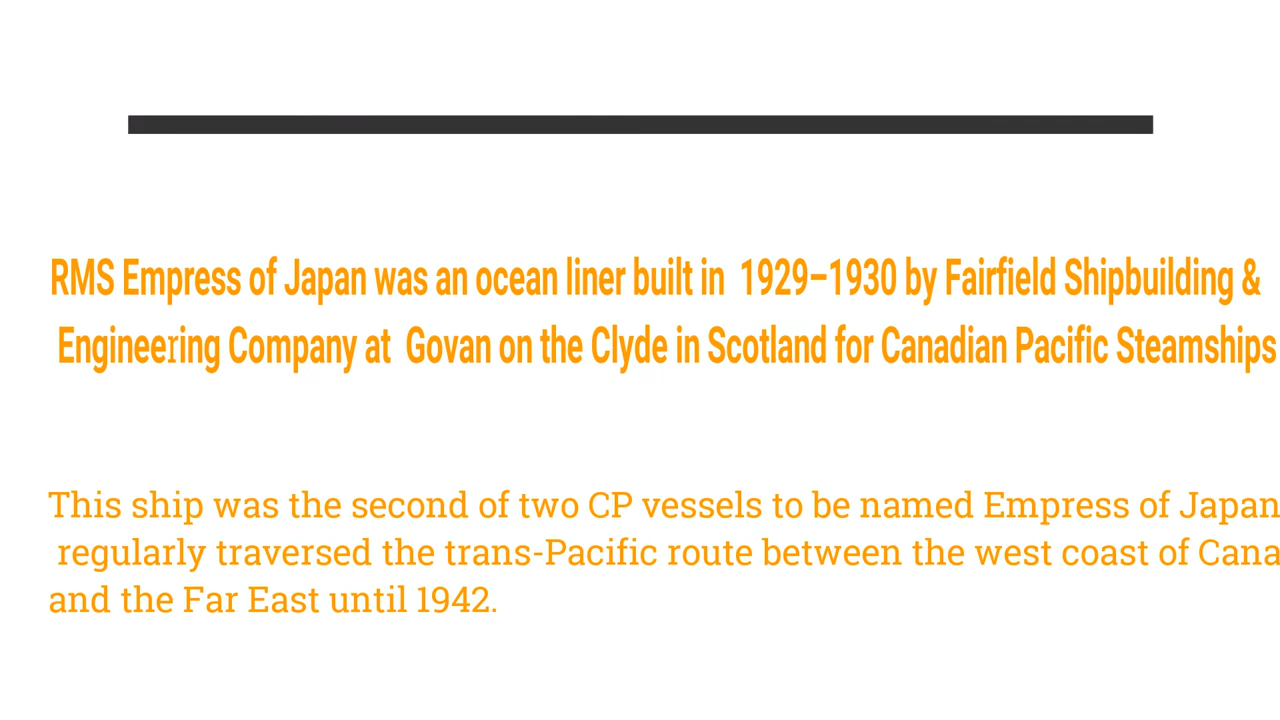 RMS Empress of Japan was an ocean liner built in 1929–1930 by Fairfield Shipbuilding &
Engineering Company at Govan on the Clyde in Scotland for Canadian Pacific Steamships
This ship was the second of two CP vessels to be named Empress of Japan
regularly traversed the trans-Pacific route between the west coast of Cana
and the Far East until 1942.